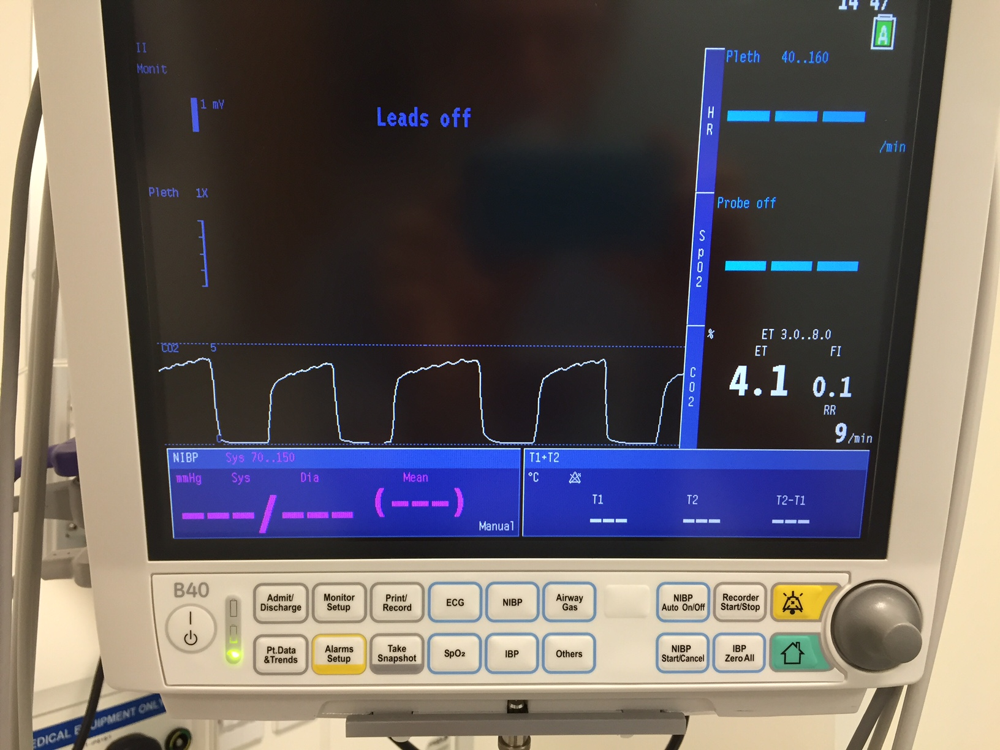 14 47
A
II
Monit
1 mV
Leads off
Pleth 1X
HR
Pleth 40..160
/min
SpO2
Probe off
CO2 5
0
CO2
% ET 3.0..8.0
ET FI
4.1 0.1
RR
9/min
NIBP Sys 70..150
mmHg Sys Dia Mean
---/--- (---)
Manual
T1+T2
°C
T1 T2 T2-T1
--- --- ---
B40
Admit/
Discharge
Monitor
Setup
Print/
Record
ECG
NIBP
Airway
Gas
NIBP
Auto On/Off
Recorder
Start/Stop
Pt.Data
&Trends
Alarms
Setup
Take
Snapshot
SpO₂
IBP
Others
NIBP
Start/Cancel
IBP
Zero All
EQUIPMENT ONLY